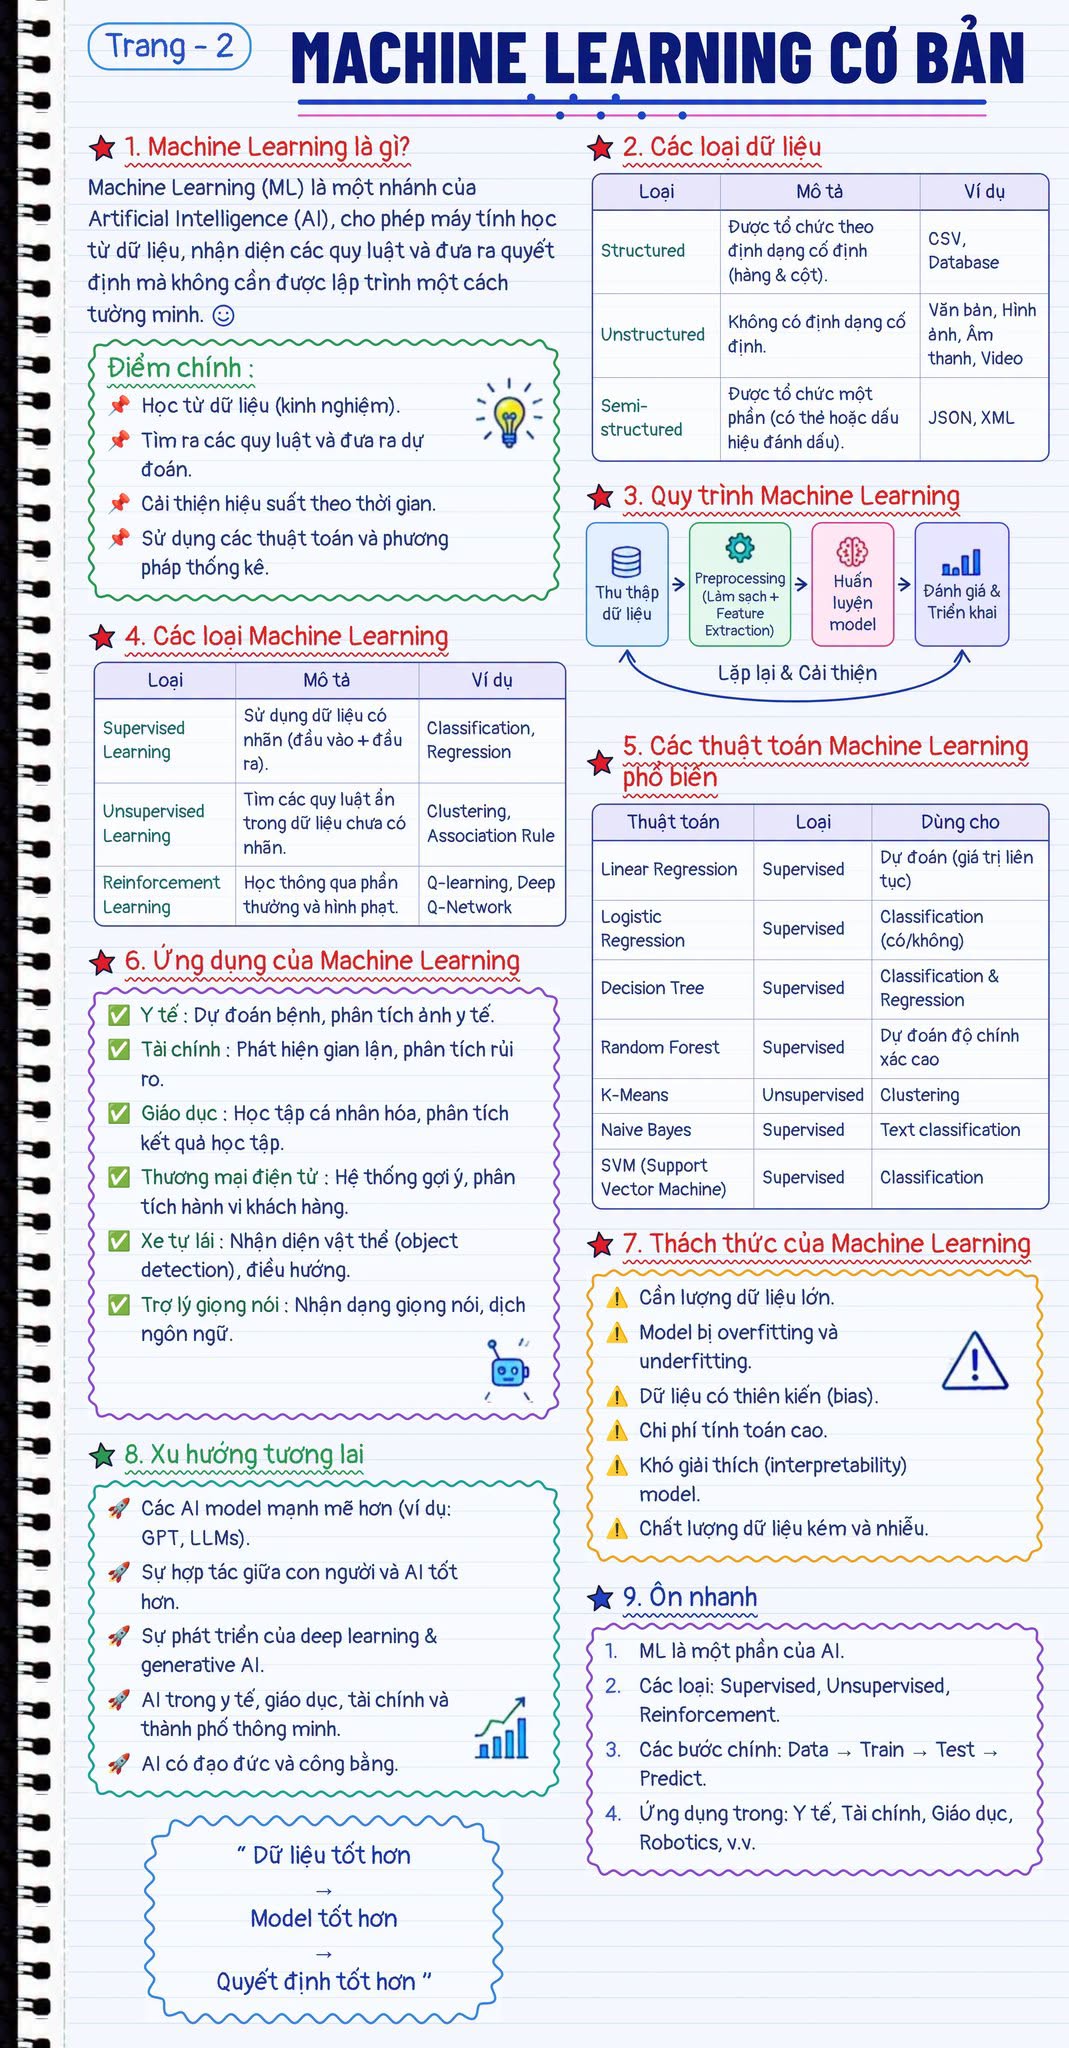 Trang - 2
MACHINE LEARNING CƠ BẢN
1. Machine Learning là gì?
Machine Learning (ML) là một nhánh của
Artificial Intelligence (AI), cho phép máy tính học
từ dữ liệu, nhận diện các quy luật và đưa ra quyết
định mà không cần được lập trình một cách
tường minh. ☺
Điểm chính :
📌 Học từ dữ liệu (kinh nghiệm).
📌 Tìm ra các quy luật và đưa ra dự
đoán.
📌 Cải thiện hiệu suất theo thời gian.
📌 Sử dụng các thuật toán và phương
pháp thống kê.
2. Các loại dữ liệu
Loại Mô tả Ví dụ
Structured
Được tổ chức theo
định dạng cố định
(hàng & cột).
CSV,
Database
Unstructured
Không có định dạng cố
định.
Văn bản, Hình
ảnh, Âm
thanh, Video
Semi-
structured
Được tổ chức một
phần (có thẻ hoặc dấu
hiệu đánh dấu).
JSON, XML
3. Quy trình Machine Learning
Thu thập
dữ liệu
Preprocessing
(Làm sạch +
Feature
Extraction)
Huấn
luyện
model
Đánh giá &
Triển khai
Lặp lại & Cải thiện
4. Các loại Machine Learning
Loại Mô tả Ví dụ
Supervised
Learning
Sử dụng dữ liệu có
nhãn (đầu vào + đầu
ra).
Classification,
Regression
Unsupervised
Learning
Tìm các quy luật ẩn
trong dữ liệu chưa có
nhãn.
Clustering,
Association Rule
Reinforcement
Learning
Học thông qua phần
thưởng và hình phạt.
Q-learning, Deep
Q-Network
5. Các thuật toán Machine Learning
phổ biến
Thuật toán Loại Dùng cho
Linear Regression
Supervised
Dự đoán (giá trị liên
tục)
Logistic
Regression
Supervised
Classification
(có/không)
Decision Tree
Supervised
Classification &
Regression
Random Forest
Supervised
Dự đoán độ chính
xác cao
K-Means Unsupervised Clustering
Naive Bayes Supervised Text classification
SVM (Support
Vector Machine)
Supervised
Classification
6. Ứng dụng của Machine Learning
✅ Y tế : Dự đoán bệnh, phân tích ảnh y tế.
✅ Tài chính : Phát hiện gian lận, phân tích rủi
ro.
✅ Giáo dục : Học tập cá nhân hóa, phân tích
kết quả học tập.
✅ Thương mại điện tử : Hệ thống gợi ý, phân
tích hành vi khách hàng.
✅ Xe tự lái : Nhận diện vật thể (object
detection), điều hướng.
✅ Trợ lý giọng nói : Nhận dạng giọng nói, dịch
ngôn ngữ.
7. Thách thức của Machine Learning
⚠️ Cần lượng dữ liệu lớn.
⚠️ Model bị overfitting và
underfitting.
⚠️ Dữ liệu có thiên kiến (bias).
⚠️ Chi phí tính toán cao.
⚠️ Khó giải thích (interpretability)
model.
⚠️ Chất lượng dữ liệu kém và nhiễu.
8. Xu hướng tương lai
🚀 Các AI model mạnh mẽ hơn (ví dụ:
GPT, LLMs).
🚀 Sự hợp tác giữa con người và AI tốt
hơn.
🚀 Sự phát triển của deep learning &
generative AI.
🚀 AI trong y tế, giáo dục, tài chính và
thành phố thông minh.
🚀 AI có đạo đức và công bằng.
9. Ôn nhanh
1. ML là một phần của AI.
2. Các loại: Supervised, Unsupervised,
Reinforcement.
3. Các bước chính: Data → Train → Test →
Predict.
4. Ứng dụng trong: Y tế, Tài chính, Giáo dục,
Robotics, v.v.
“ Dữ liệu tốt hơn
→
Model tốt hơn
→
Quyết định tốt hơn ”